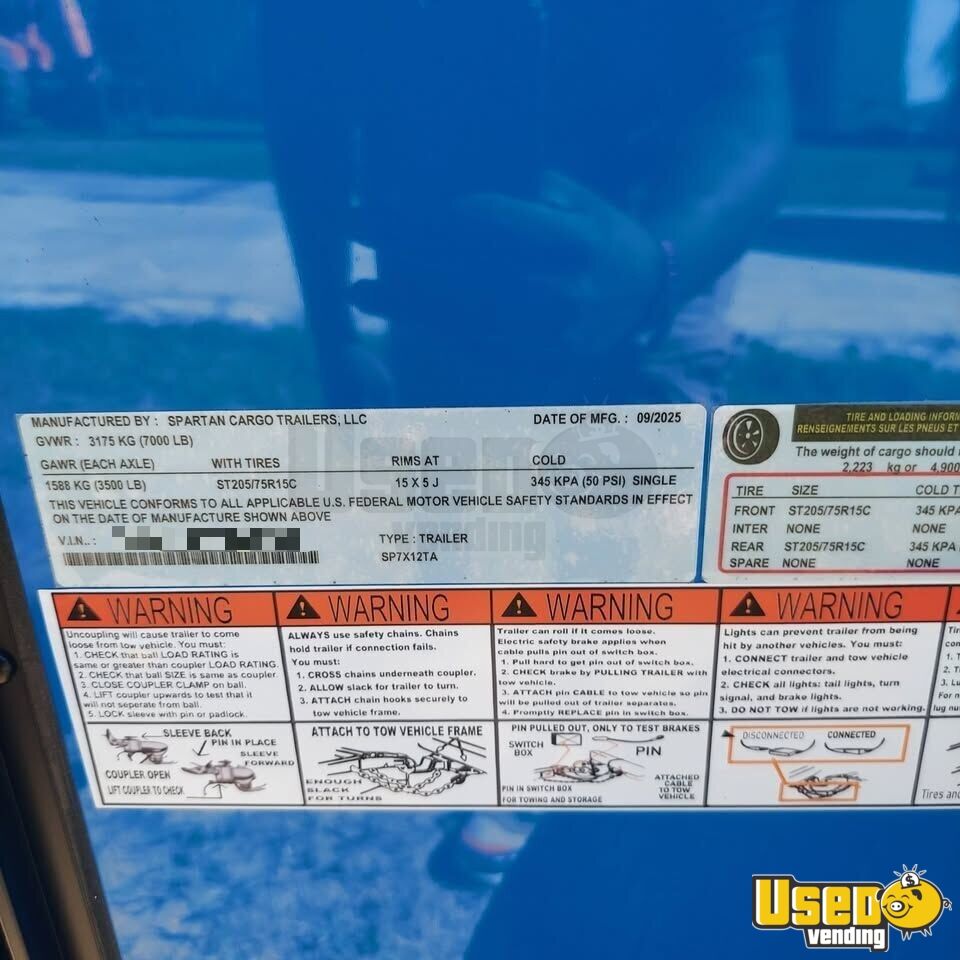 MANUFACTURED BY : SPARTAN CARGO TRAILERS, LLC DATE OF MFG. : 09/2025
GVWR : 3175 KG (7000 LB)
GAWR (EACH AXLE) WITH TIRES RIMS AT COLD
1588 KG (3500 LB) ST205/75R15C 15 X 5 J 345 KPA (50 PSI) SINGLE
THIS VEHICLE CONFORMS TO ALL APPLICABLE U.S. FEDERAL MOTOR VEHICLE SAFETY STANDARDS IN EFFECT
ON THE DATE OF MANUFACTURE SHOWN ABOVE
V.I.N.. : TYPE : TRAILER
SP7X12TA
Used vending
TIRE AND LOADING INFORM
RENSEIGNEMENTS SUR LES PNEUS ET
The weight of cargo should
2,223 kg or 4,900
TIRE SIZE COLD T
FRONT ST205/75R15C 345 KPA
INTER NONE NONE
REAR ST205/75R15C 345 KPA
SPARE NONE NONE
WARNING
Uncoupling will cause trailer to come
loose from tow vehicle. You must:
1. CHECK that ball LOAD RATING is
same or greater than coupler LOAD RATING.
2. CHECK that ball SIZE is same as coupler.
3. CLOSE COUPLER CLAMP on ball.
4. LIFT coupler upwards to test that it
will not seperate from ball.
5. LOCK sleeve with pin or padlock.
SLEEVE BACK
PIN IN PLACE
SLEEVE
FORWARD
COUPLER OPEN
LIFT COUPLER TO CHECK
WARNING
ALWAYS use safety chains. Chains
hold trailer if connection fails.
You must:
1. CROSS chains underneath coupler.
2. ALLOW slack for trailer to turn.
3. ATTACH chain hooks securely to
tow vehicle frame.
ATTACH TO TOW VEHICLE FRAME
ENOUGH
SLACK
FOR TURNS
WARNING
Trailer can roll if it comes loose.
Electric safety brake applies when
cable pulls pin out of switch box.
1. Pull hard to get pin out of switch box.
2. CHECK brake by PULLING TRAILER with
tow vehicle.
3. ATTACH pin CABLE to tow vehicle so pin
will be pulled out of trailer separates.
4. Promptly REPLACE pin in switch box.
PIN PULLED OUT, ONLY TO TEST BRAKES
SWITCH
BOX
PIN
PIN IN SWITCH BOX
FOR TOWING AND STORAGE
ATTACHED
CABLE
TO TOW
VEHICLE
WARNING
Lights can prevent trailer from being
hit by another vehicles. You must:
1. CONNECT trailer and tow vehicle
electrical connectors.
2. CHECK all lights: tail lights, turn
signal, and brake lights.
3. DO NOT TOW if lights are not working.
DISCONNECTED CONNECTED
lug nu
Tires and
Used
vending